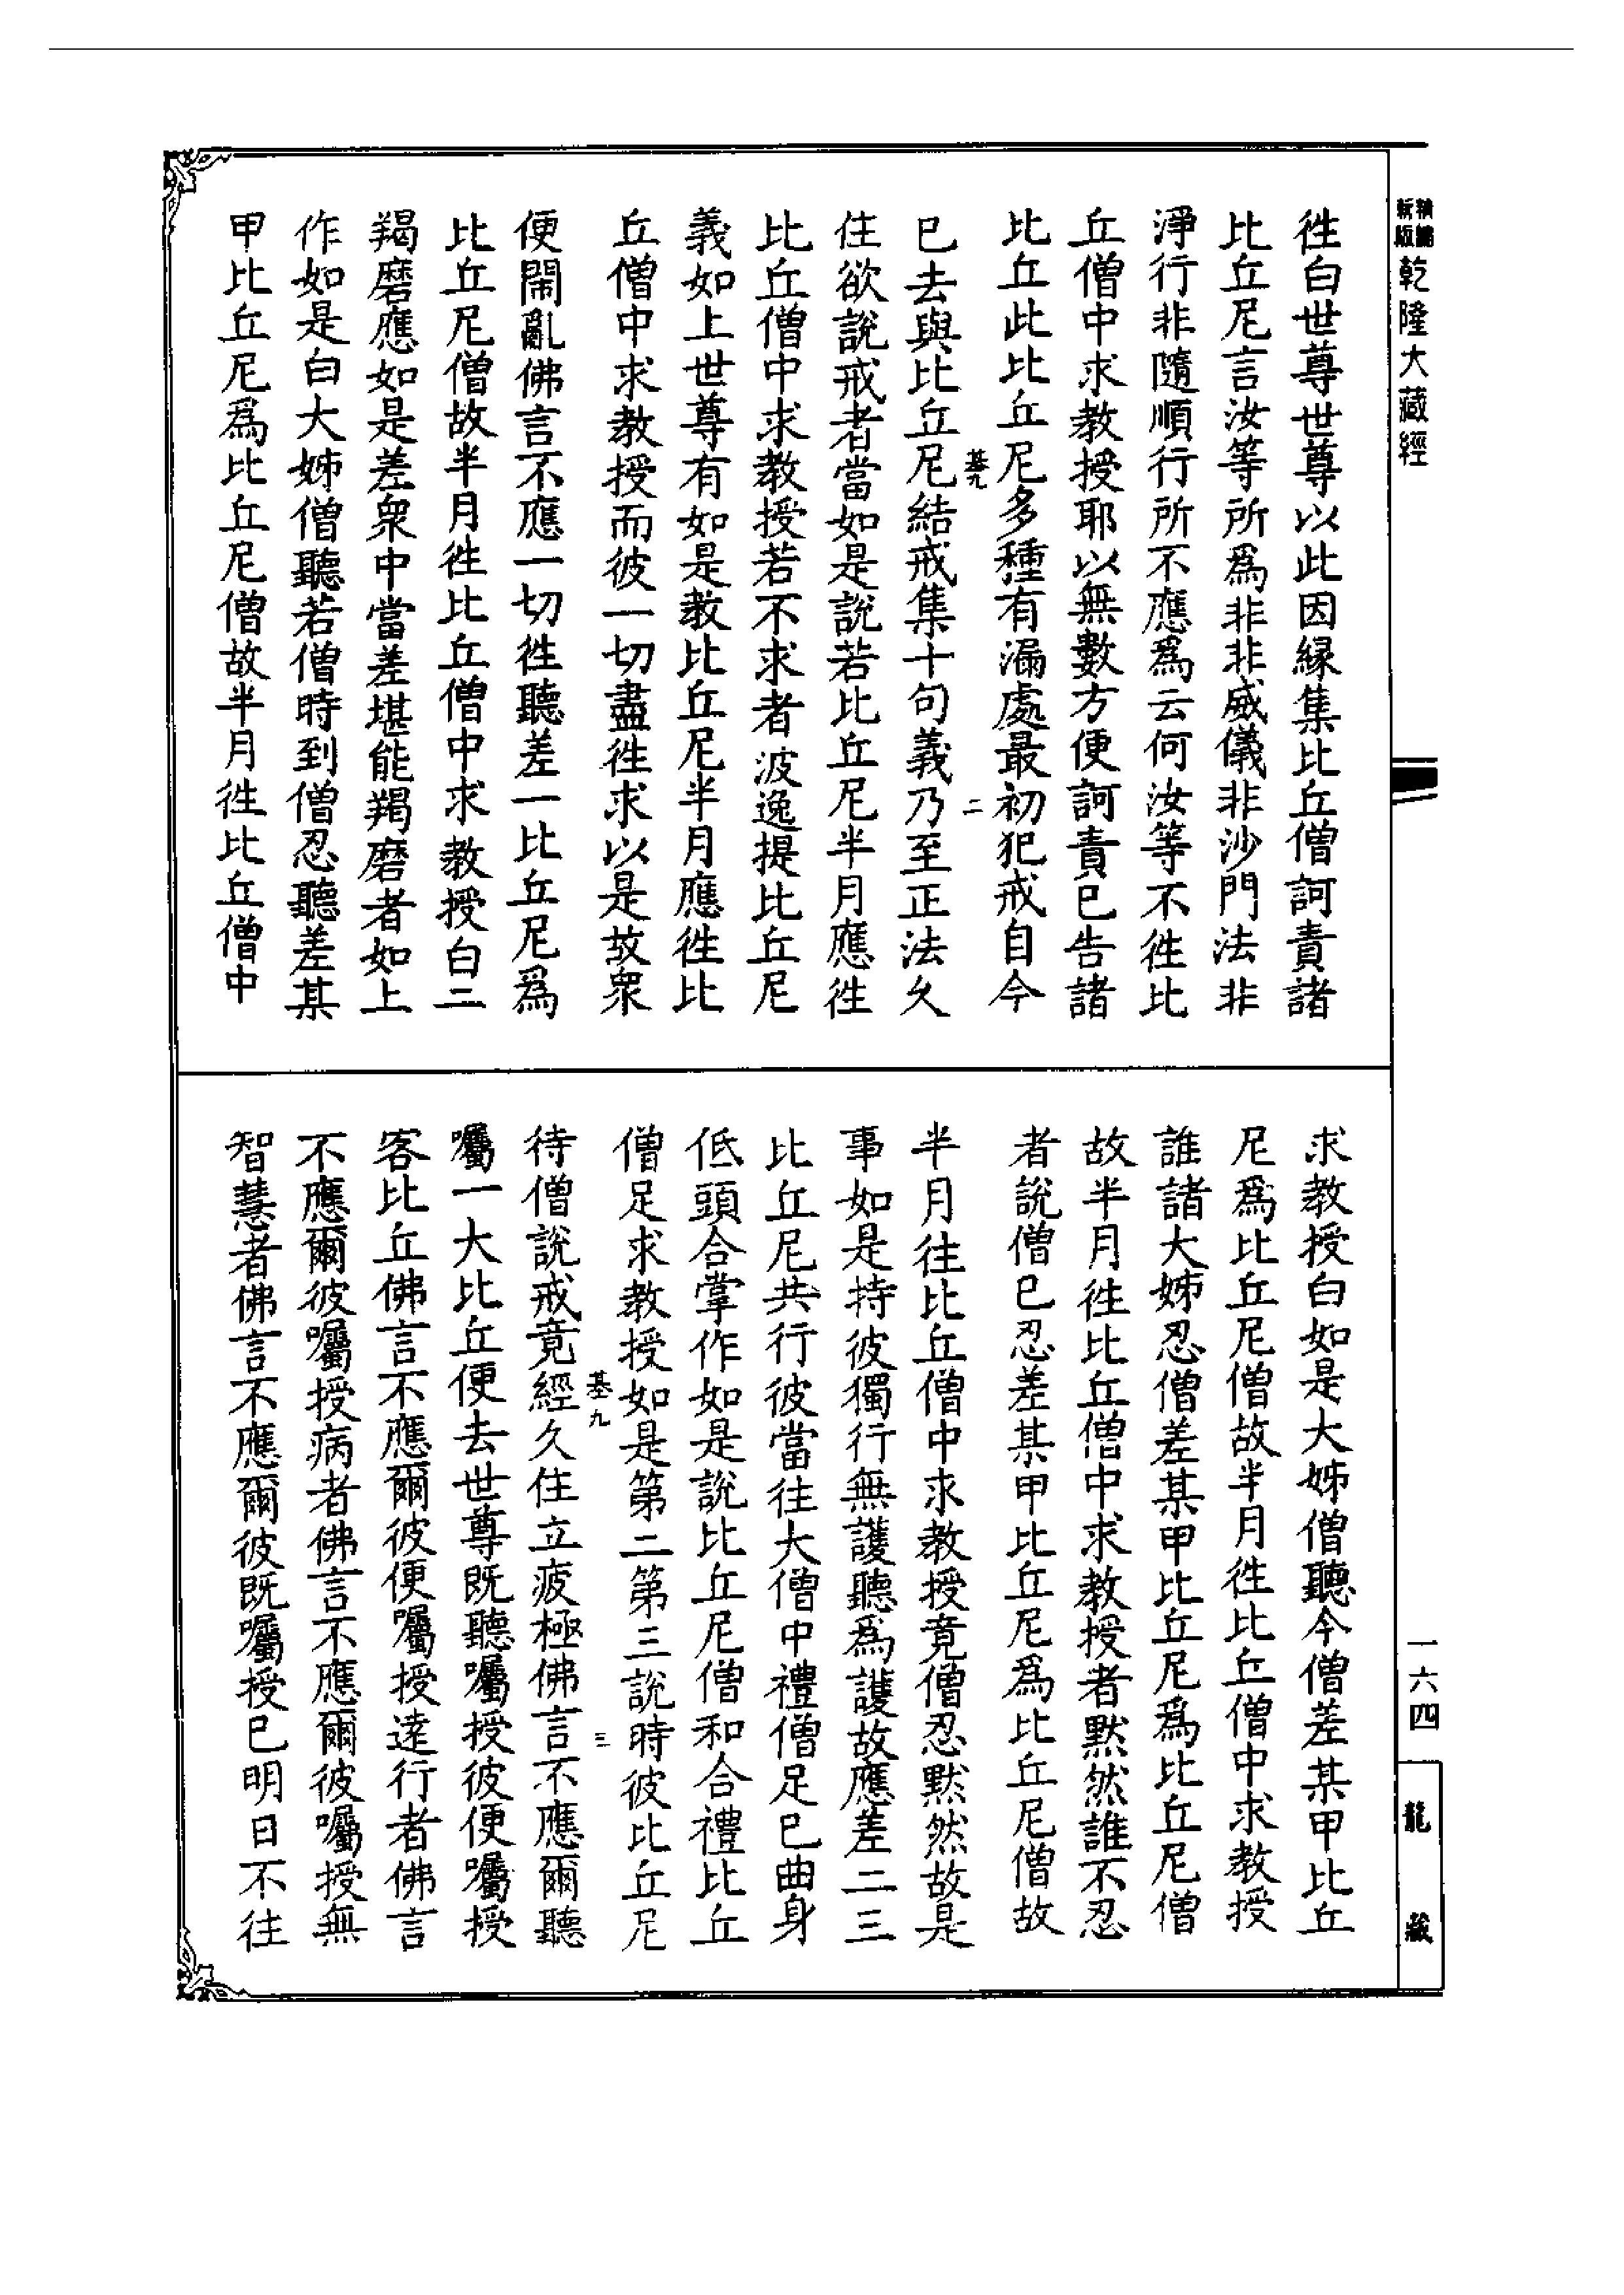 精編
新版
乾隆大藏經
徃白世尊世尊以此因緣集比丘僧訶責諸
比丘尼言汝等所爲非非威儀非沙門法非
淨行非隨順行所不應爲云何汝等不徃比
丘僧中求教授耶以無數方便訶責已告諸
比丘此比丘尼多種有漏處最初犯戒自今
基九
二
已去與比丘尼結戒集十句義乃至正法久
住欲說戒者當如是說若比丘尼半月應徃
比丘僧中求教授若不求者波逸提比丘尼
義如上世尊有如是教比丘尼半月應徃比
丘僧中求教授而彼一切盡徃求以是故衆
便閙亂佛言不應一切徃聽差一比丘尼爲
比丘尼僧故半月徃比丘僧中求教授白二
羯磨應如是差衆中當差堪能羯磨者如上
作如是白大姊僧聽若僧時到僧忍聽差某
甲比丘尼爲比丘尼僧故半月徃比丘僧中
求教授白如是大姊僧聽今僧差某甲比丘
尼爲比丘尼僧故半月徃比丘僧中求教授
誰諸大姊忍僧差某甲比丘尼爲比丘尼僧
故半月徃比丘僧中求教授者默然誰不忍
者說僧已忍差某甲比丘尼爲比丘尼僧故
半月往比丘僧中求教授竟僧忍默然故是
事如是持彼獨行無護聽爲護故應差二三
比丘尼共行彼當往大僧中禮僧足已曲身
低頭合掌作如是說比丘尼僧和合禮比丘
僧足求教授如是第二第三說時彼比丘尼
基九
三
待僧說戒竟經久住立疲極佛言不應爾聽
囑一大比丘便去世尊既聽囑授彼便囑授
客比丘佛言不應爾彼便囑授遠行者佛言
不應爾彼囑授病者佛言不應爾彼囑授無
智慧者佛言不應爾彼既囑授已明日不往
一六四
龍藏